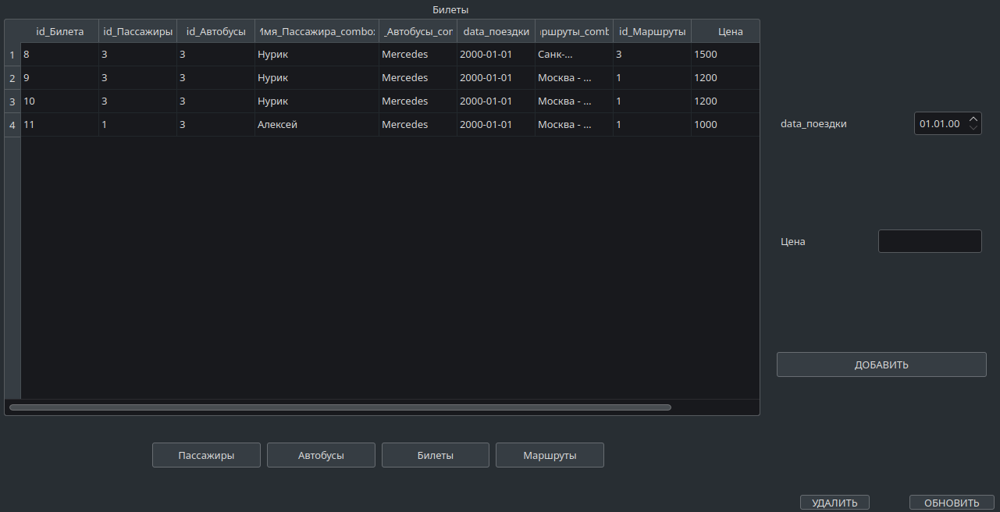 Билеты
id_Билета id_Пассажиры id_Автобусы Имя_Пассажира_combo: _Автобусы_cor data_поездки ршруты_comb id_Маршруты Цена
1 8 3 3 Нурик Mercedes 2000-01-01 Санк-... 3 1500
2 9 3 3 Нурик Mercedes 2000-01-01 Москва - ... 1 1200
3 10 3 3 Нурик Mercedes 2000-01-01 Москва - ... 1 1200
4 11 1 3 Алексей Mercedes 2000-01-01 Москва - ... 1 1000
data_поездки 01.01.00
Цена
ДОБАВИТЬ
Пассажиры Автобусы Билеты Маршруты
УДАЛИТЬ ОБНОВИТЬ